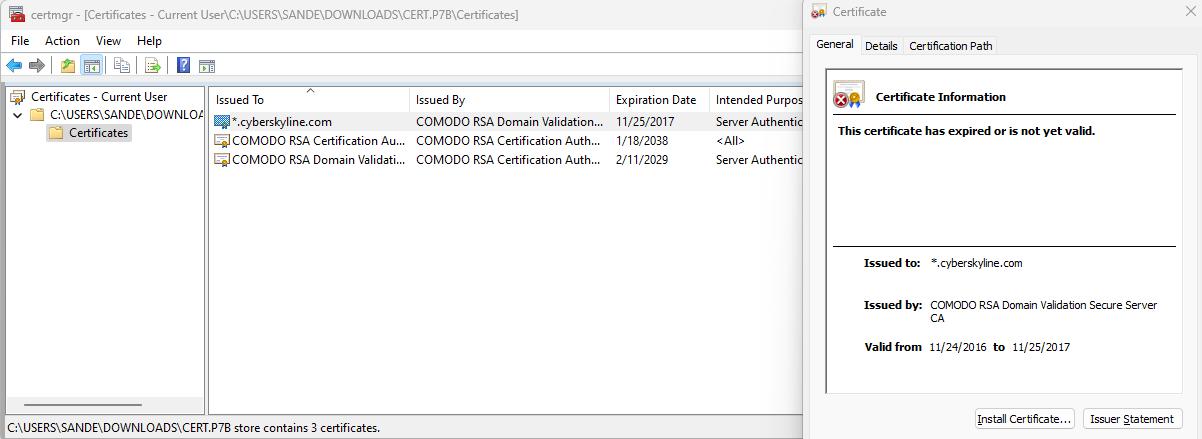 certmgr - [Certificates - Current User\C:\USERS\SANDE\DOWNLOADS\CERT.P7B\Certificates]
File Action View Help
Certificates - Current User
C:\USERS\SANDE\DOWNLOA
Certificates
Issued To Issued By Expiration Date Intended Purpos
*.cyberskyline.com COMODO RSA Domain Validation... 11/25/2017 Server Authentic
COMODO RSA Certification Au... COMODO RSA Certification Auth... 1/18/2038 <All>
COMODO RSA Domain Validati... COMODO RSA Certification Auth... 2/11/2029 Server Authentic
C:\USERS\SANDE\DOWNLOADS\CERT.P7B store contains 3 certificates.
Certificate
General Details Certification Path
Certificate Information
This certificate has expired or is not yet valid.
Issued to: *.cyberskyline.com
Issued by: COMODO RSA Domain Validation Secure Server
CA
Valid from 11/24/2016 to 11/25/2017
Install Certificate... Issuer Statement